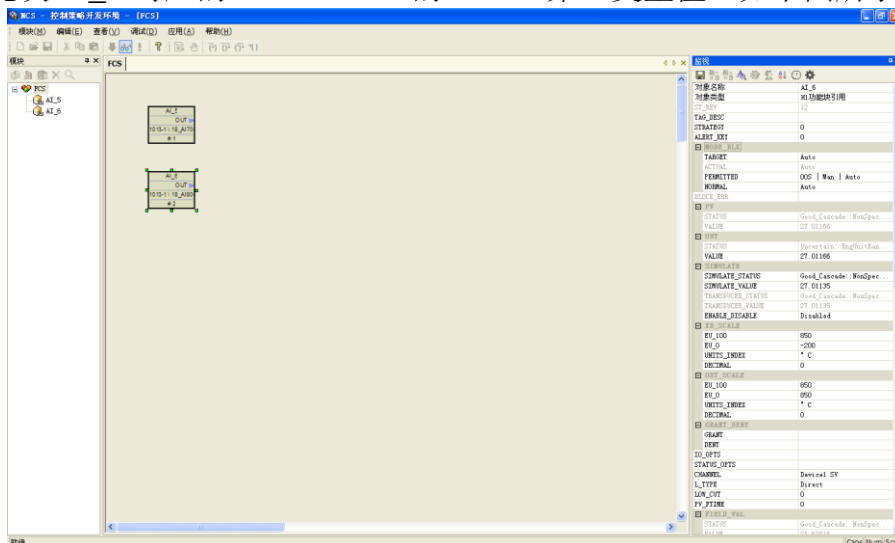 NCS - 控制策略开发环境 - [FCS]
模块(M) 编辑(E) 查看(V) 调试(D) 应用(A) 帮助(H)
模块
FCS
监视
FCS
AI_5
AI_6
AI_5
OUT
#1
AI_6
OUT
#2
对象名称 AI_6
对象类型 H1功能块引用
ST_REV 12
TAG_DESC
STRATEGY 0
ALERT_KEY 0
MODE_BLK
TARGET Auto
ACTUAL Auto
PERMITTED OOS | Man | Auto
NORMAL Auto
BLOCK_ERR
PV
STATUS Good_Cascade::NonSpec...
VALUE 27.01166
OUT
STATUS Uncertain::EngUnitRan...
VALUE 27.01166
SIMULATE
SIMULATE_STATUS Good_Cascade::NonSpec...
SIMULATE_VALUE 27.01135
TRANSDUCER_STATUS Good_Cascade::NonSpec...
TRANSDUCER_VALUE 27.01135
ENABLE_DISABLE Disabled
XD_SCALE
EU_100 850
EU_0 -200
UNITS_INDEX ° C
DECIMAL 0
OUT_SCALE
EU_100 850
EU_0 850
UNITS_INDEX ° C
DECIMAL 0
GRANT_DENY
GRANT
DENY
IO_OPTS
STATUS_OPTS
CHANNEL Device1 SV
L_TYPE Direct
LOW_CUT 0
PV_FTIME 0
FIELD_VAL
STATUS Good_Cascade::NonSpec...